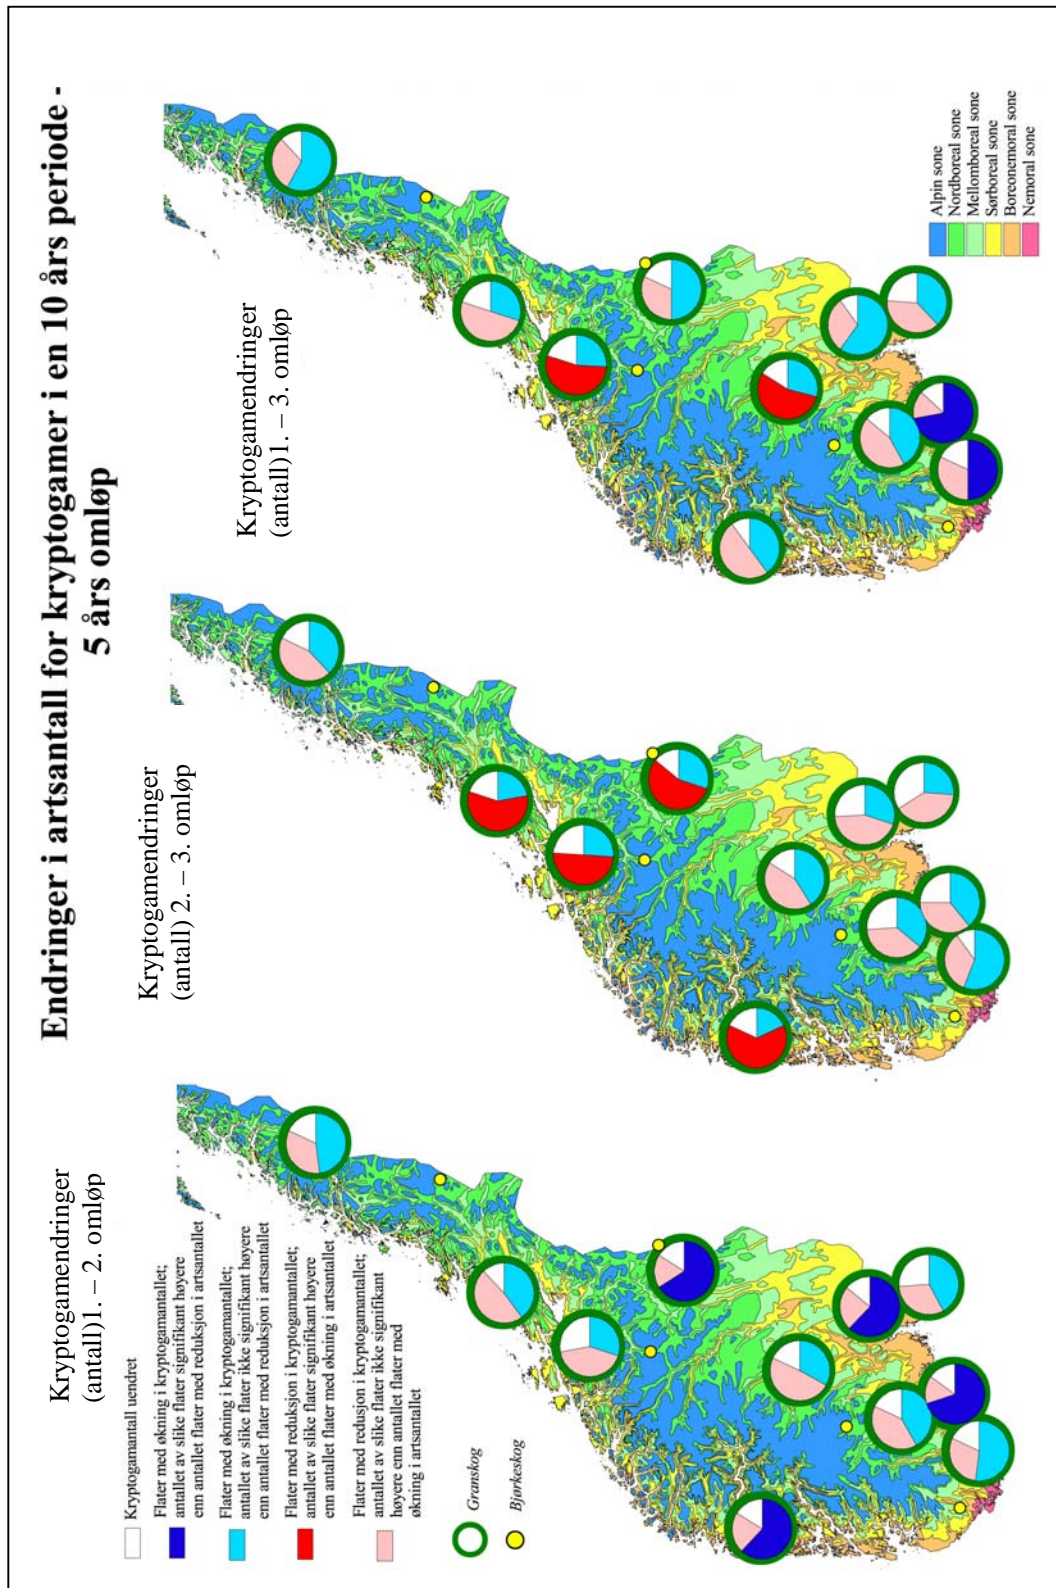 Endringer i artsantall for kryptogamer i en 10 års periode -
5 års omløp
Kryptogamendringer
(antall)1. – 2. omløp
Kryptogamendringer
(antall) 2. – 3. omløp
Kryptogamendringer
(antall)1. – 3. omløp
Kryptogamantall uendret
Flater med økning i kryptogamantallet;
antallet av slike flater signifikant høyere
enn antallet flater med reduksjon i artsantallet
Flater med økning i kryptogamantallet;
antallet av slike flater ikke signifikant høyere
enn antallet flater med reduksjon i artsantallet
Flater med reduksjon i kryptogamantallet;
antallet av slike flater signifikant høyere
enn antallet flater med økning i artsantallet
Flater med redusjon i kryptogamantallet;
antallet av slike flater ikke signifikant
høyere enn antallet flater med
økning i artsantallet
Granskog
Bjørkeskog
Alpin sone
Nordboreal sone
Mellomboreal sone
Sørboreal sone
Boreonemoral sone
Nemoral sone